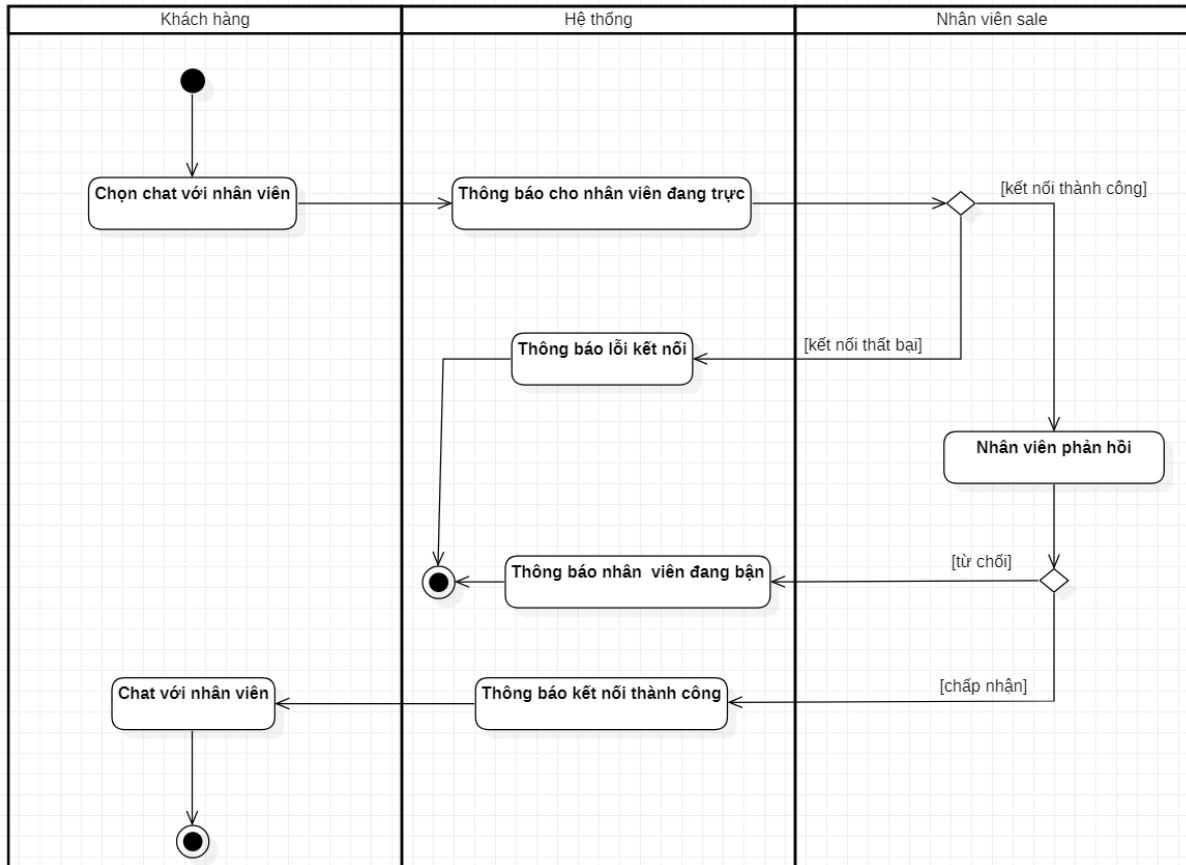 Khách hàng
Hệ thống
Nhân viên sale
Chọn chat với nhân viên
Thông báo cho nhân viên đang trực
[kết nối thành công]
Thông báo lỗi kết nối
[kết nối thất bại]
Nhân viên phản hồi
Thông báo nhân  viên đang bận
[từ chối]
Chat với nhân viên
Thông báo kết nối thành công
[chấp nhận]